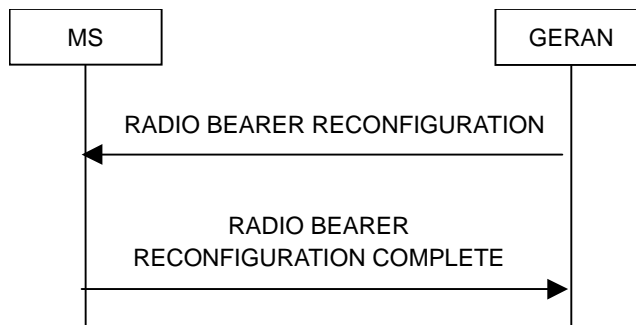 MS
GERAN
RADIO BEARER RECONFIGURATION
RADIO BEARER
RECONFIGURATION COMPLETE